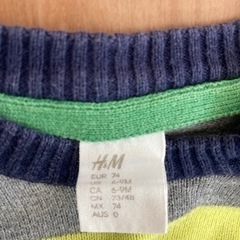 H&M
EUR 74
US 6-9M
CA 6-9M
CN 73/48
MX 74
AUS 0